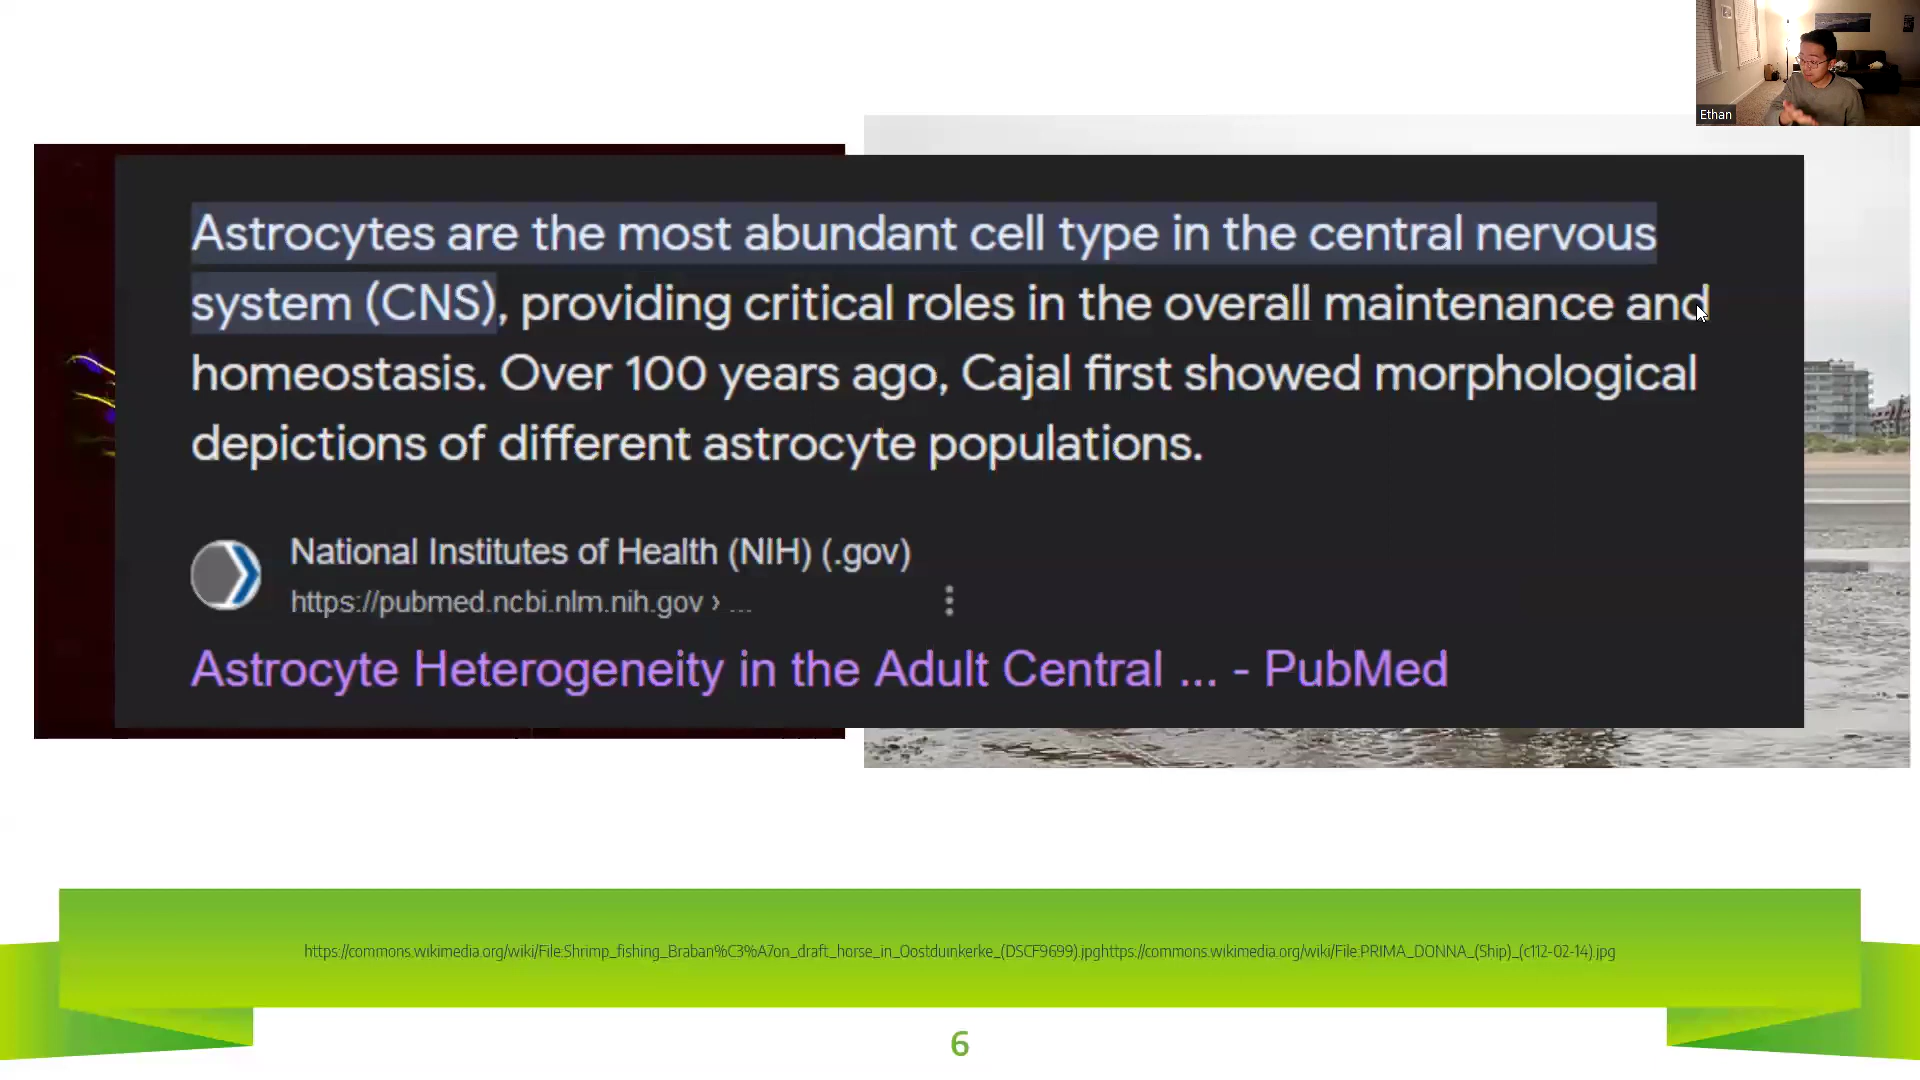 Ethan
Astrocytes are the most abundant cell type in the central nervous
system (CNS), providing critical roles in the overall maintenance and
homeostasis. Over 100 years ago, Cajal first showed morphological
depictions of different astrocyte populations.
National Institutes of Health (NIH) (.gov)
https://pubmed.ncbi.nlm.nih.gov › ...
Astrocyte Heterogeneity in the Adult Central ... - PubMed
https://commons.wikimedia.org/wiki/File:Shrimp_fishing_Braban%C3%A7on_draft_horse_in_Oostduinkerke_(DSCF9699).jpghttps://commons.wikimedia.org/wiki/File:PRIMA_DONNA_(Ship)_(c112-02-14).jpg
6